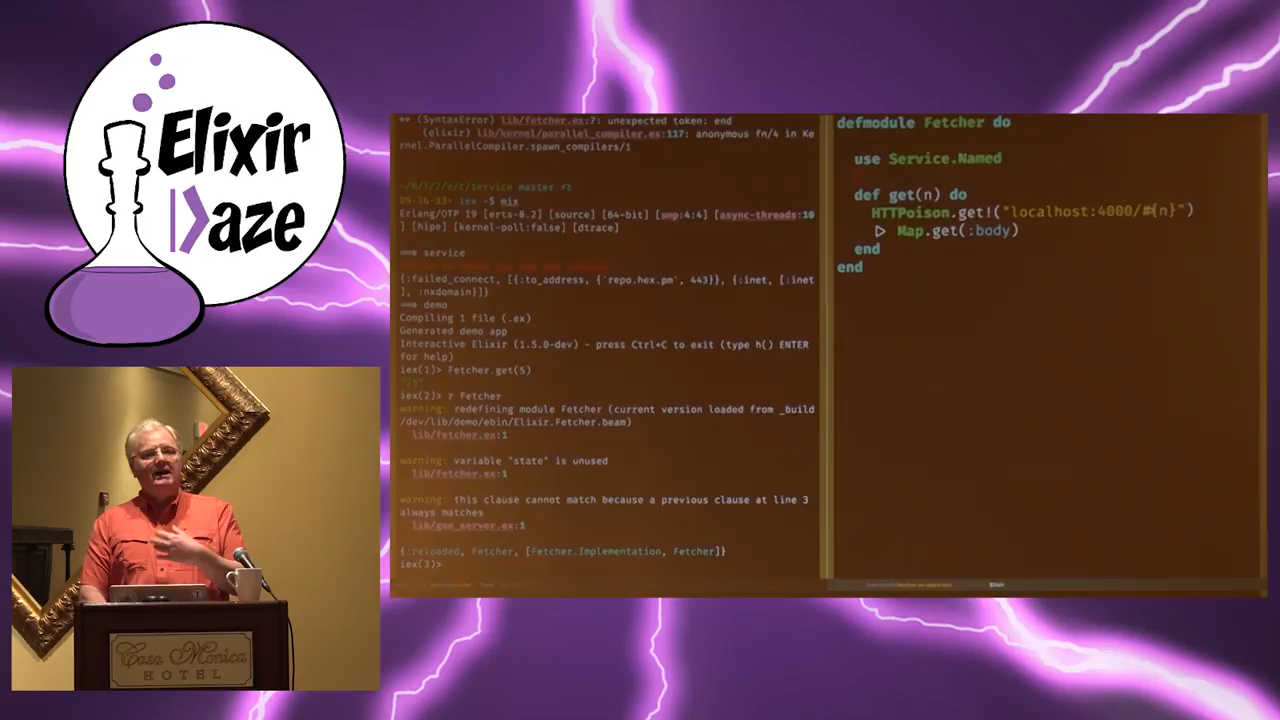 Elixir
Daze
** (SyntaxError) lib/fetcher.ex:7: unexpected token: end
(elixir) lib/kernel/parallel_compiler.ex:117: anonymous fn/4 in Ke
rnel.ParallelCompiler.spawn_compilers/1
09:36:33> iex -S mix
Erlang/OTP 19 [erts-8.2] [source] [64-bit] [smp:4:4] [async-threads:10
] [hipe] [kernel-poll:false] [dtrace]
==> service
{:failed_connect, [{:to_address, {'repo.hex.pm', 443}}, {:inet, [:inet
], :nxdomain}]}
==> demo
Compiling 1 file (.ex)
Generated demo app
Interactive Elixir (1.5.0-dev) - press Ctrl+C to exit (type h() ENTER
for help)
iex(1)> Fetcher.get(5)
"25"
iex(2)> r Fetcher
warning: redefining module Fetcher (current version loaded from _build
/dev/lib/demo/ebin/Elixir.Fetcher.beam)
lib/fetcher.ex:1
warning: variable "state" is unused
lib/fetcher.ex:1
warning: this clause cannot match because a previous clause at line 3
always matches
lib/gen_server.ex:1
{:reloaded, Fetcher, [Fetcher.Implementation, Fetcher]}
iex(3)>
defmodule Fetcher do
use Service.Named
def get(n) do
HTTPoison.get!("localhost:4000/#{n}")
|> Map.get(:body)
end
end
Casa Monica
HOTEL